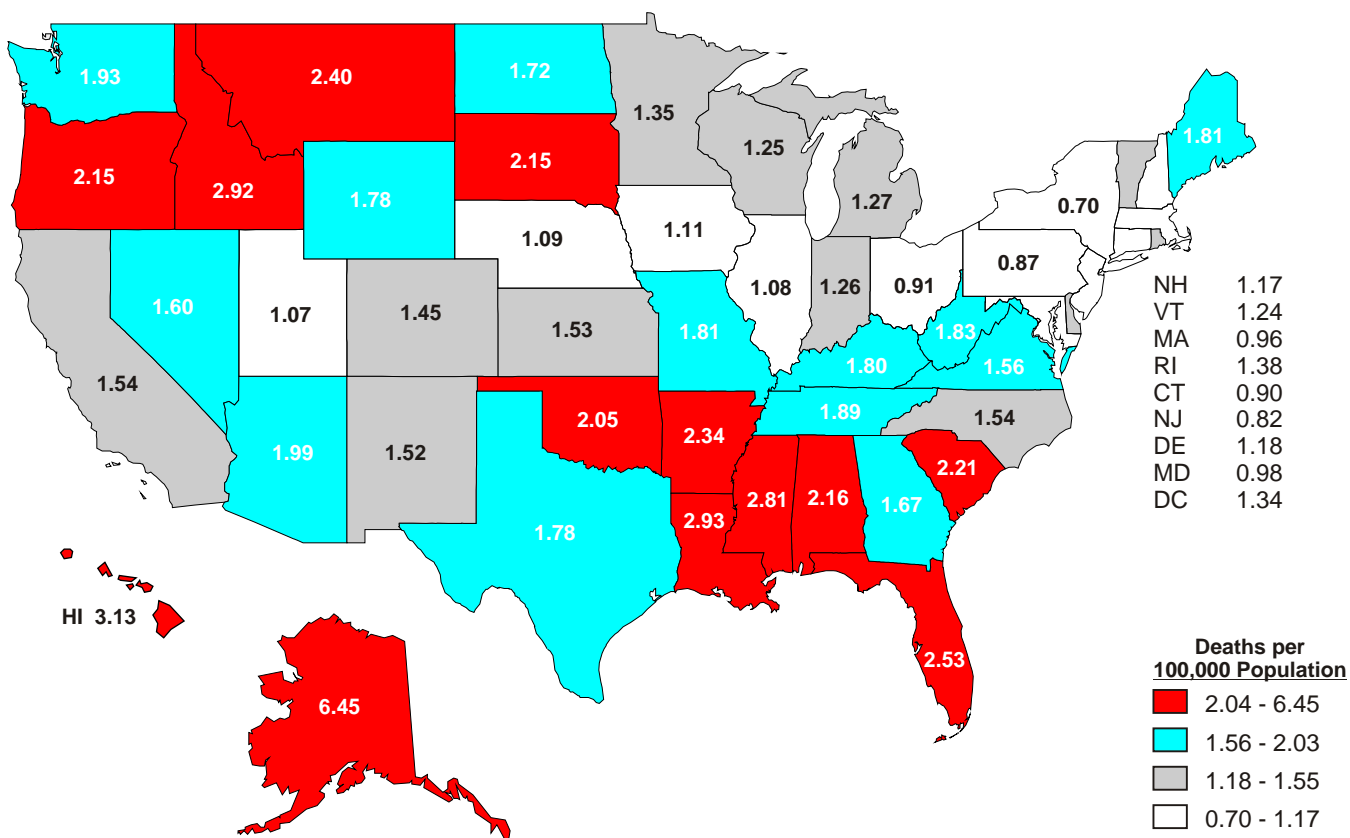 1.93
2.40
1.72
1.35
1.81
2.15
2.92
1.78
2.15
1.25
1.27
0.70
1.09
1.11
0.87
1.60
1.07
1.45
1.53
1.08
1.26
0.91
1.81
1.83
1.80
1.56
1.54
1.99
1.52
2.05
2.34
1.89
1.54
2.21
1.78
2.93
2.81
2.16
1.67
NH 1.17
VT 1.24
MA 0.96
RI 1.38
CT 0.90
NJ 0.82
DE 1.18
MD 0.98
DC 1.34
HI 3.13
6.45
2.53
Deaths per
100,000 Population
2.04 - 6.45
1.56 - 2.03
1.18 - 1.55
0.70 - 1.17